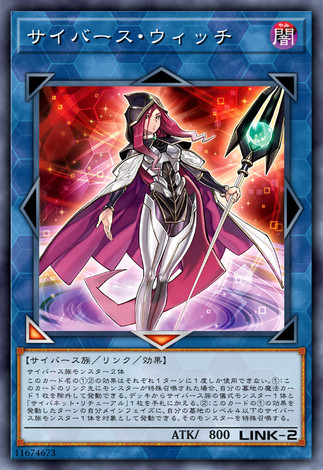 サイバース・ウィッチ
闇
やみ
【サイバース族／リンク／効果】
サイバース族モンスター２体
このカード名の①②の効果はそれぞれ１ターンに１度しか使用できない。①:こ
のカードのリンク先にモンスターが特殊召喚された場合、自分の墓地の魔法カー
ド１枚を除外して発動できる。デッキからサイバース族の儀式モンスター１体と
「サイバネット・リチューアル」１枚を手札に加える。②:このカードの①の効果を
発動したターンの自分メインフェイズに、自分の墓地のレベル４以下のサイバー
ス族モンスター１体を対象として発動できる。そのモンスターを特殊召喚する。
ATK/ 800 LINK-2
11674673